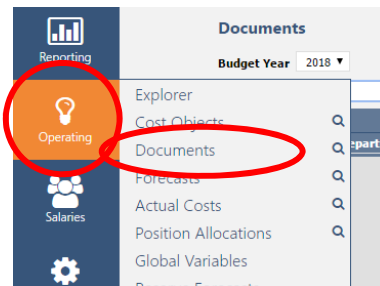 Documents
Reporting
Budget Year 2018 ▼
Operating
Explorer
Cost Objects
Documents
Forecasts
Actual Costs
Position Allocations
Global Variables
Salaries